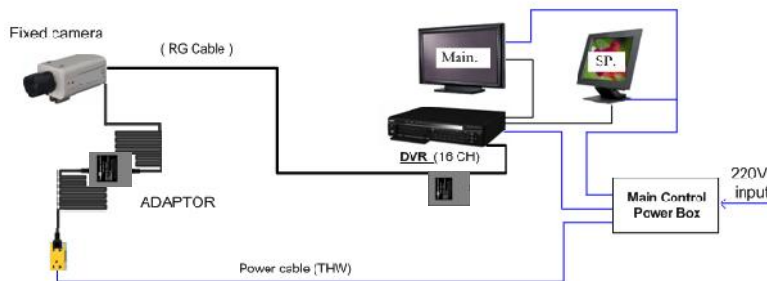 Fixed camera
( RG Cable )
Main.
SP.
DVR (16 CH)
ADAPTOR
220V
input
Main Control
Power Box
Power cable (THW)